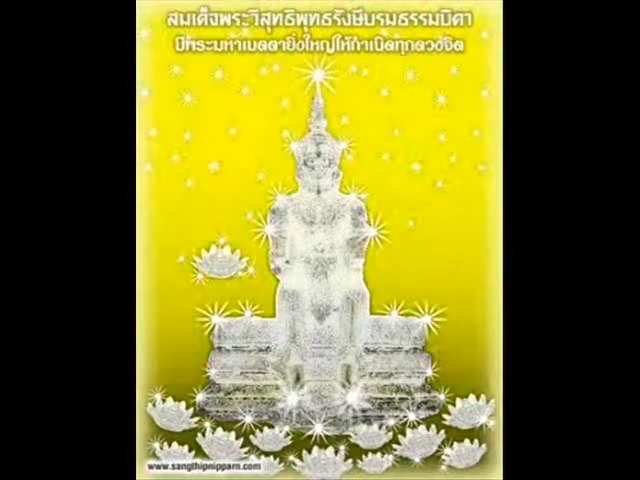 สมเด็จพระวิสุทธิพุทธรังษีบรมธรรมบิดา
มีพระมหาเมตตายิ่งใหญ่ให้กำเนิดทุกดวงจิต
www.sangthipnipparn.com